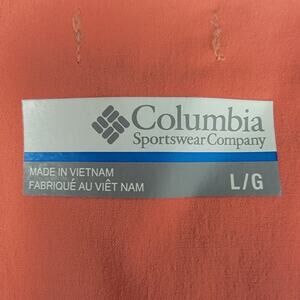 Columbia
Sportswear Company
MADE IN VIETNAM
FABRIQUÉ AU VIÊT NAM
L/G